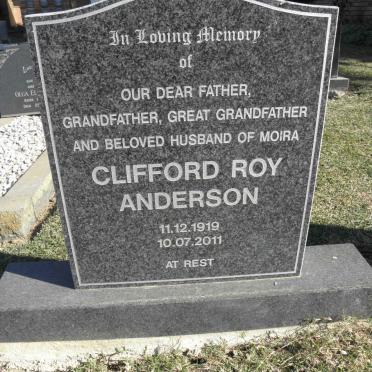 In Loving Memory
of
OUR DEAR FATHER,
GRANDFATHER, GREAT GRANDFATHER
AND BELOVED HUSBAND OF MOIRA
CLIFFORD ROY
ANDERSON
11.12.1919
10.07.2011
AT REST